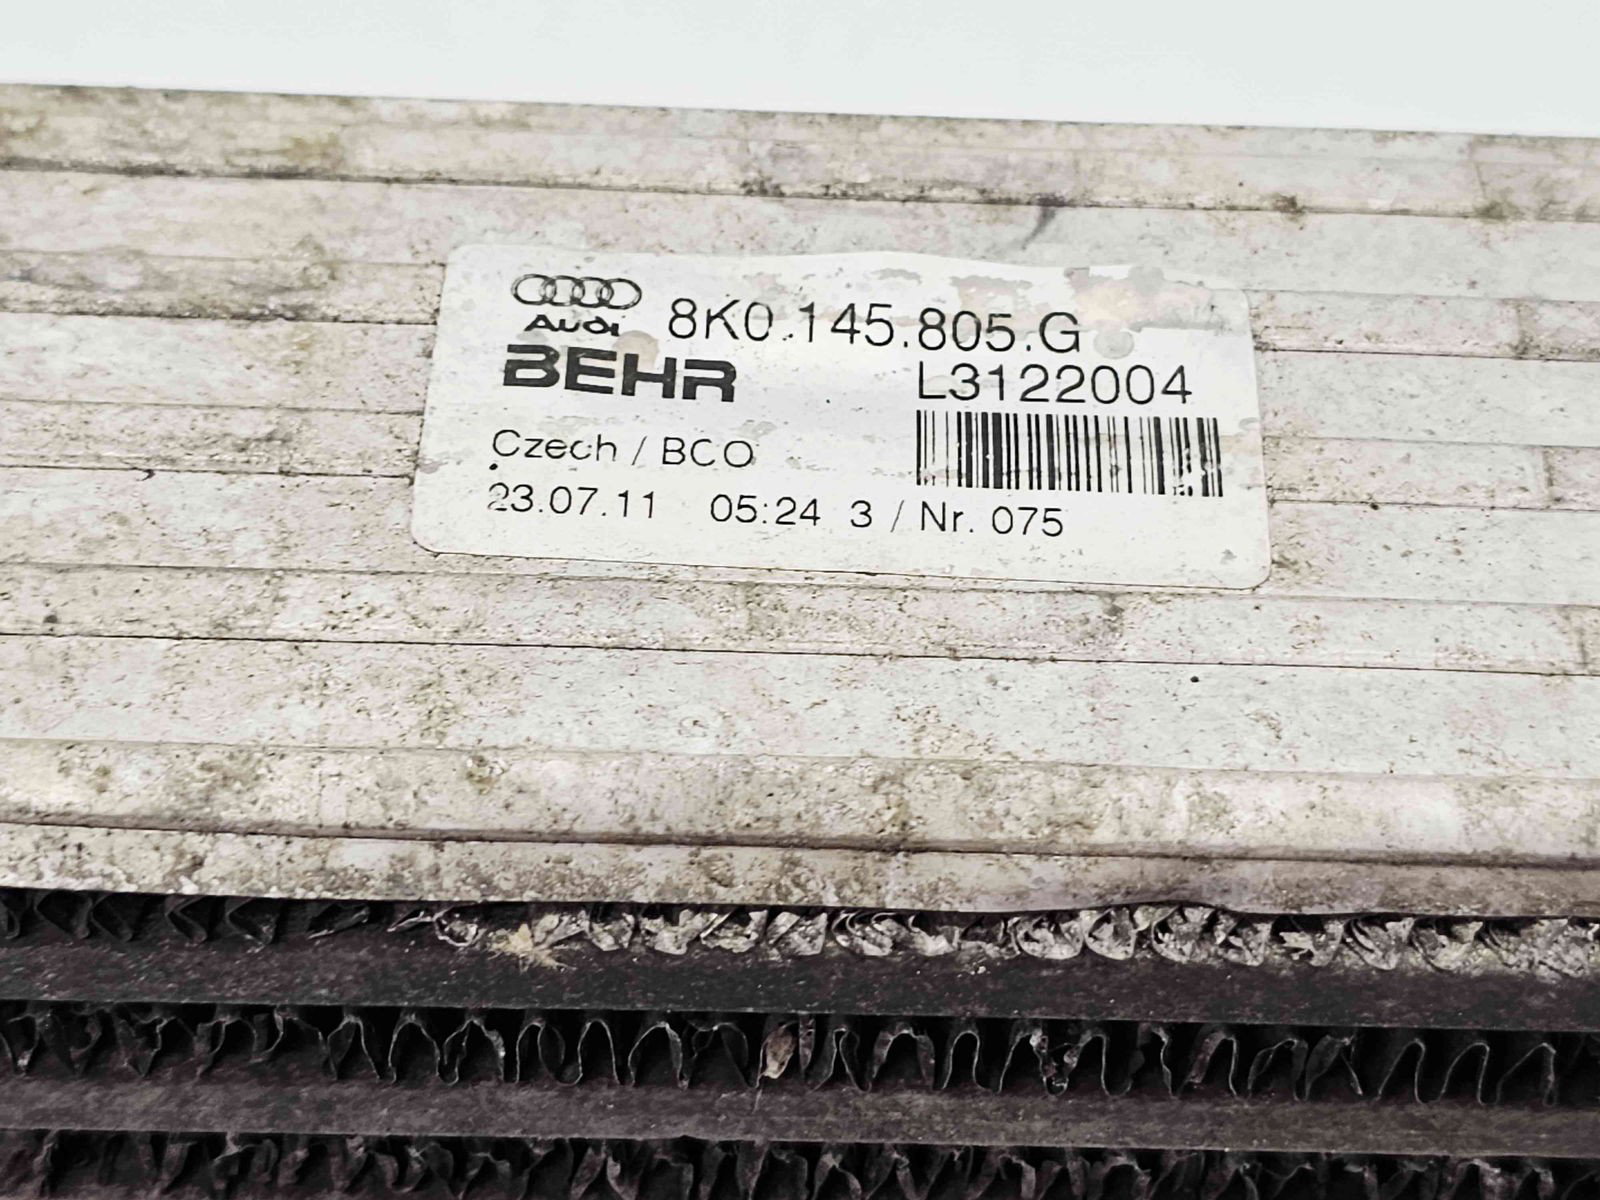 Audi 8K0.145.805.G
BEHR L3122004
Czech / BCO
23.07.11 05:24 3 / Nr. 075